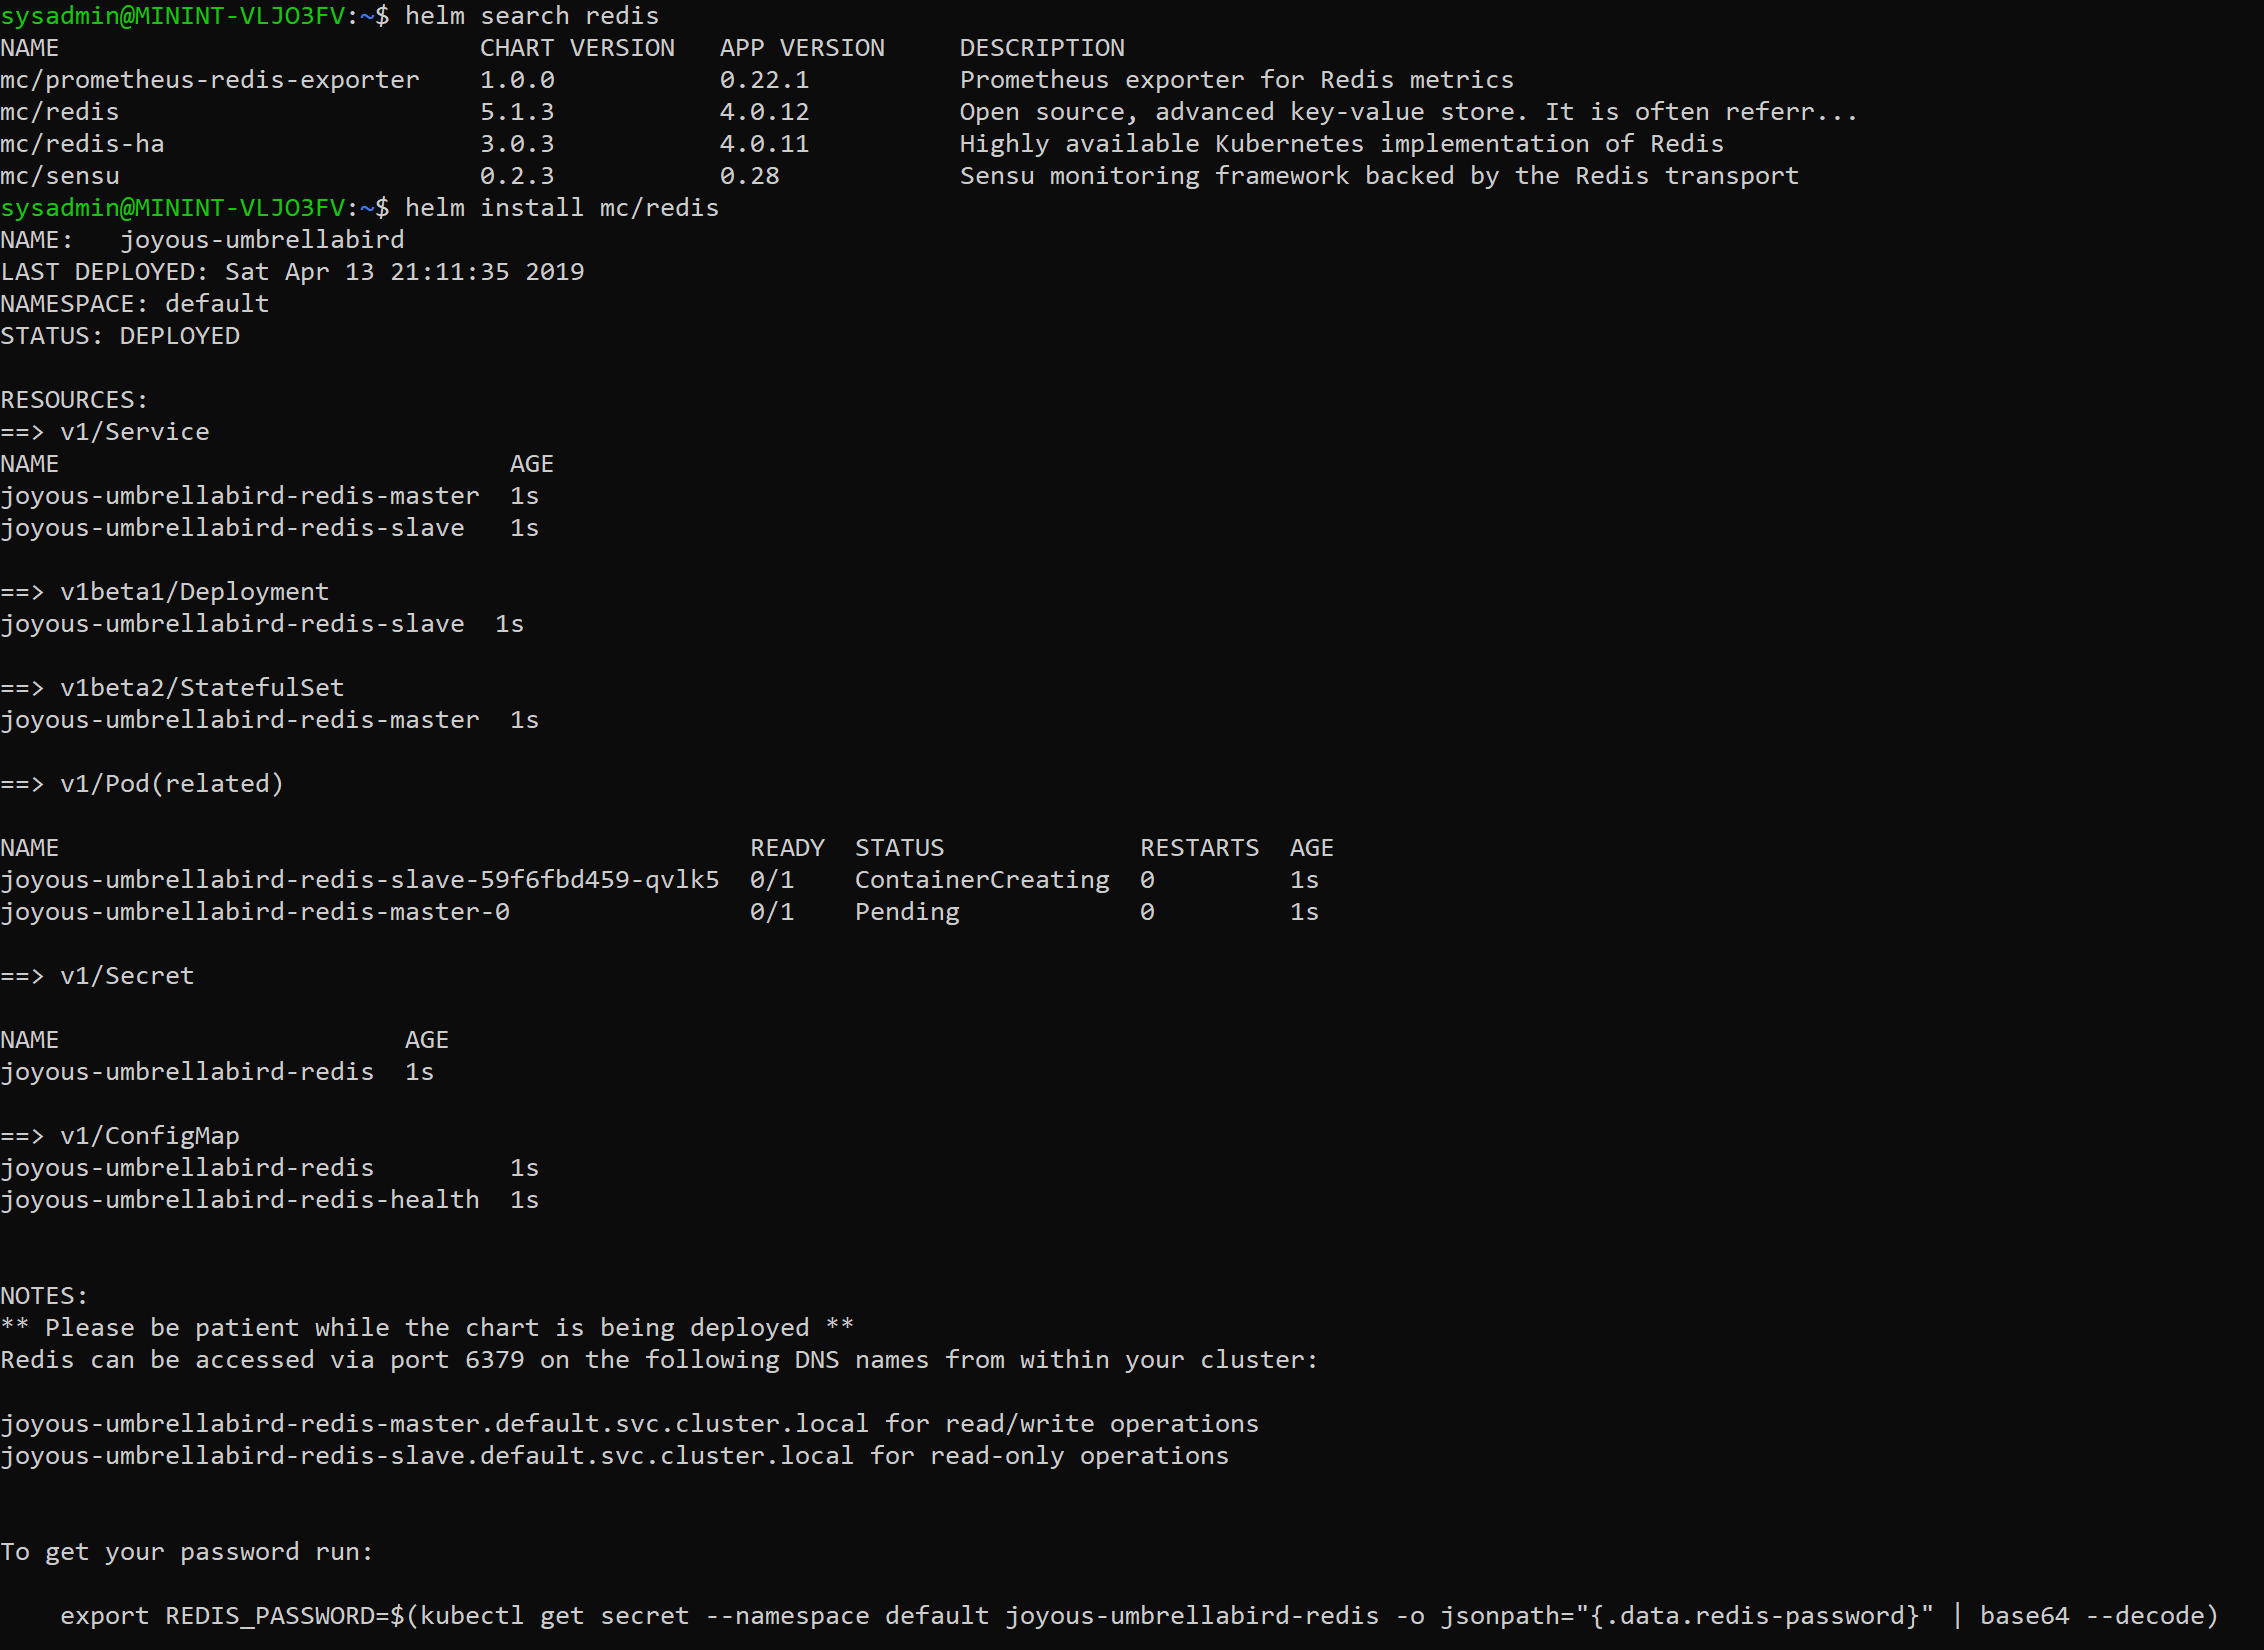 sysadmin@MININT-VLJO3FV:~$ helm search redis
NAME                            CHART VERSION   APP VERSION     DESCRIPTION
mc/prometheus-redis-exporter    1.0.0           0.22.1          Prometheus exporter for Redis metrics
mc/redis                        5.1.3           4.0.12          Open source, advanced key-value store. It is often referr...
mc/redis-ha                     3.0.3           4.0.11          Highly available Kubernetes implementation of Redis
mc/sensu                        0.2.3           0.28            Sensu monitoring framework backed by the Redis transport
sysadmin@MININT-VLJO3FV:~$ helm install mc/redis
NAME:   joyous-umbrellabird
LAST DEPLOYED: Sat Apr 13 21:11:35 2019
NAMESPACE: default
STATUS: DEPLOYED

RESOURCES:
==> v1/Service
NAME                              AGE
joyous-umbrellabird-redis-master  1s
joyous-umbrellabird-redis-slave   1s

==> v1beta1/Deployment
joyous-umbrellabird-redis-slave  1s

==> v1beta2/StatefulSet
joyous-umbrellabird-redis-master  1s

==> v1/Pod(related)

NAME                                              READY  STATUS             RESTARTS  AGE
joyous-umbrellabird-redis-slave-59f6fbd459-qvlk5  0/1    ContainerCreating  0         1s
joyous-umbrellabird-redis-master-0                0/1    Pending            0         1s

==> v1/Secret

NAME                       AGE
joyous-umbrellabird-redis  1s

==> v1/ConfigMap
joyous-umbrellabird-redis         1s
joyous-umbrellabird-redis-health  1s


NOTES:
** Please be patient while the chart is being deployed **
Redis can be accessed via port 6379 on the following DNS names from within your cluster:

joyous-umbrellabird-redis-master.default.svc.cluster.local for read/write operations
joyous-umbrellabird-redis-slave.default.svc.cluster.local for read-only operations


To get your password run:

    export REDIS_PASSWORD=$(kubectl get secret --namespace default joyous-umbrellabird-redis -o jsonpath="{.data.redis-password}" | base64 --decode)